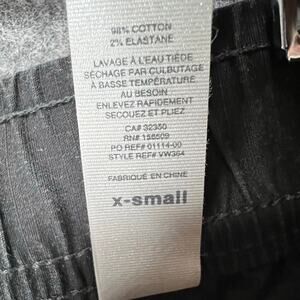 98% COTTON
2% ELASTANE
LAVAGE À L'EAU TIÈDE
SÉCHAGE PAR CULBUTAGE
À BASSE TEMPÉRATURE
AU BESOIN
ENLEVEZ RAPIDEMENT
SECOUEZ ET PLIEZ
CA# 32350
RN# 156509
PO REF# 01114-00
STYLE REF# VW364
FABRIQUÉ EN CHINE
x-small